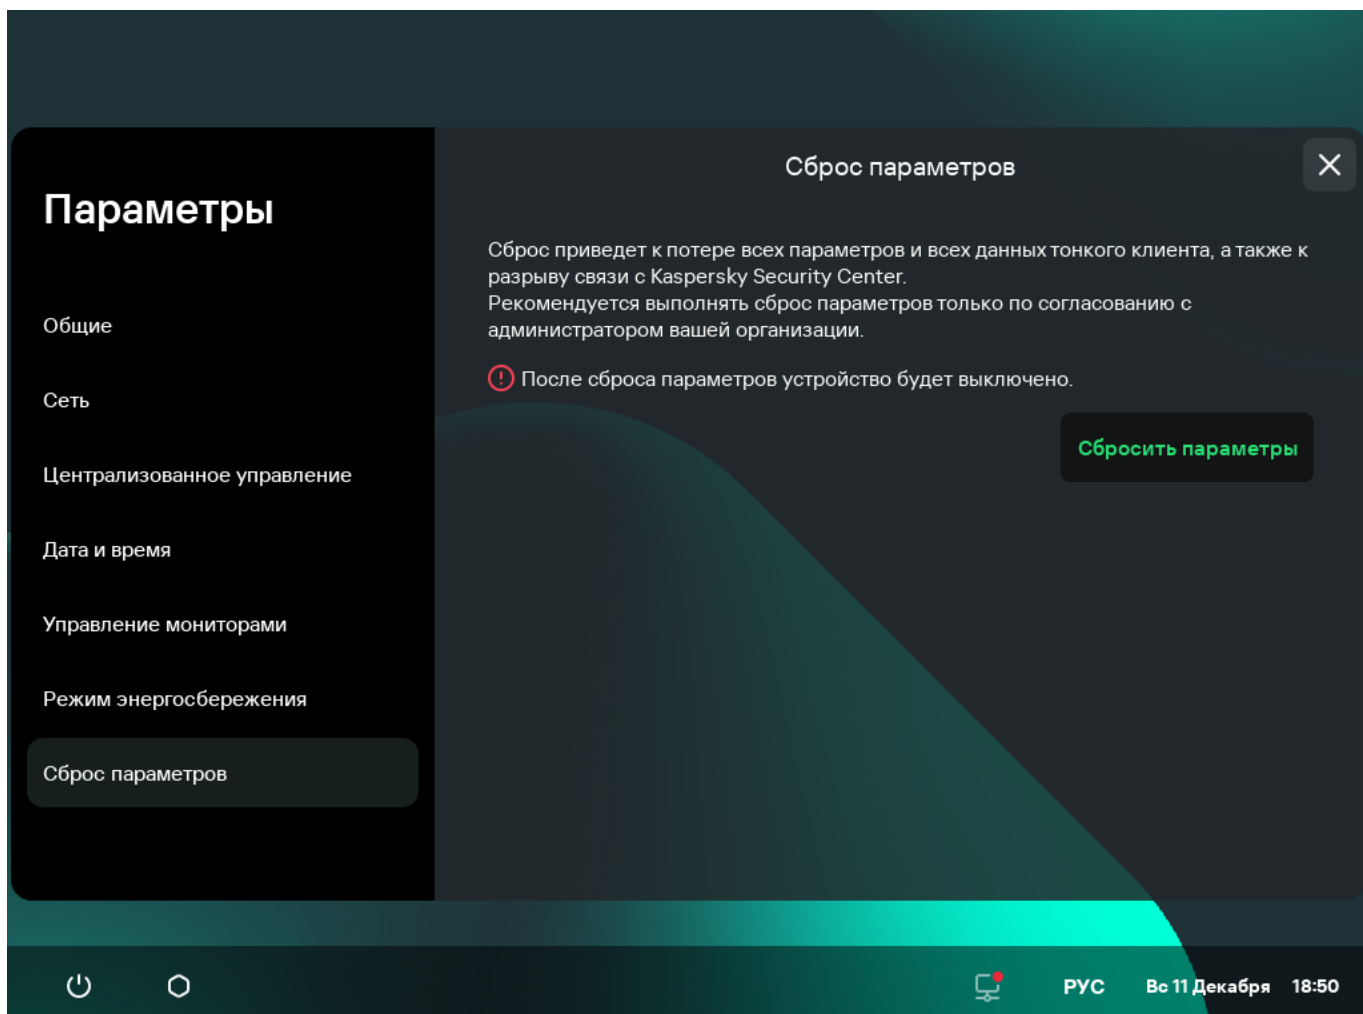 Параметры
Общие
Сеть
Централизованное управление
Дата и время
Управление мониторами
Режим энергосбережения
Сброс параметров
Сброс параметров
Сброс приведет к потере всех параметров и всех данных тонкого клиента, а также к
разрыву связи с Kaspersky Security Center.
Рекомендуется выполнять сброс параметров только по согласованию с
администратором вашей организации.
После сброса параметров устройство будет выключено.
Сбросить параметры
РУС Вс 11 Декабря 18:50